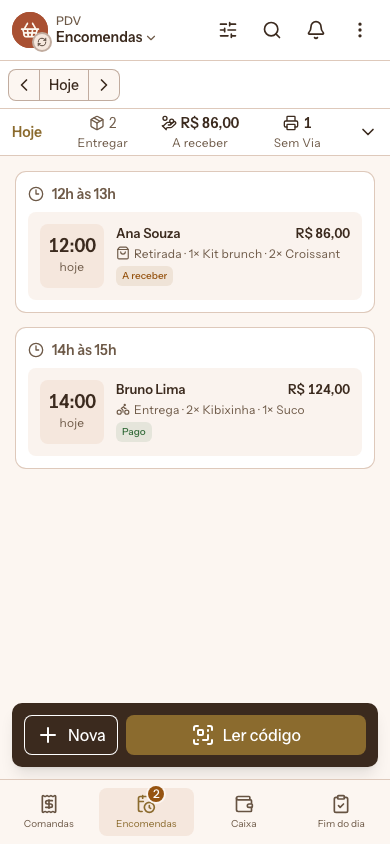 PDV
Encomendas
Hoje
Hoje
2
Entregar
R$ 86,00
A receber
1
Sem Via
12h às 13h
12:00
hoje
Ana Souza
R$ 86,00
Retirada · 1× Kit brunch · 2× Croissant
A receber
14h às 15h
14:00
hoje
Bruno Lima
R$ 124,00
Entrega · 2× Kibixinha · 1× Suco
Pago
Nova
Ler código
Comandas
2
Encomendas
Caixa
Fim do dia